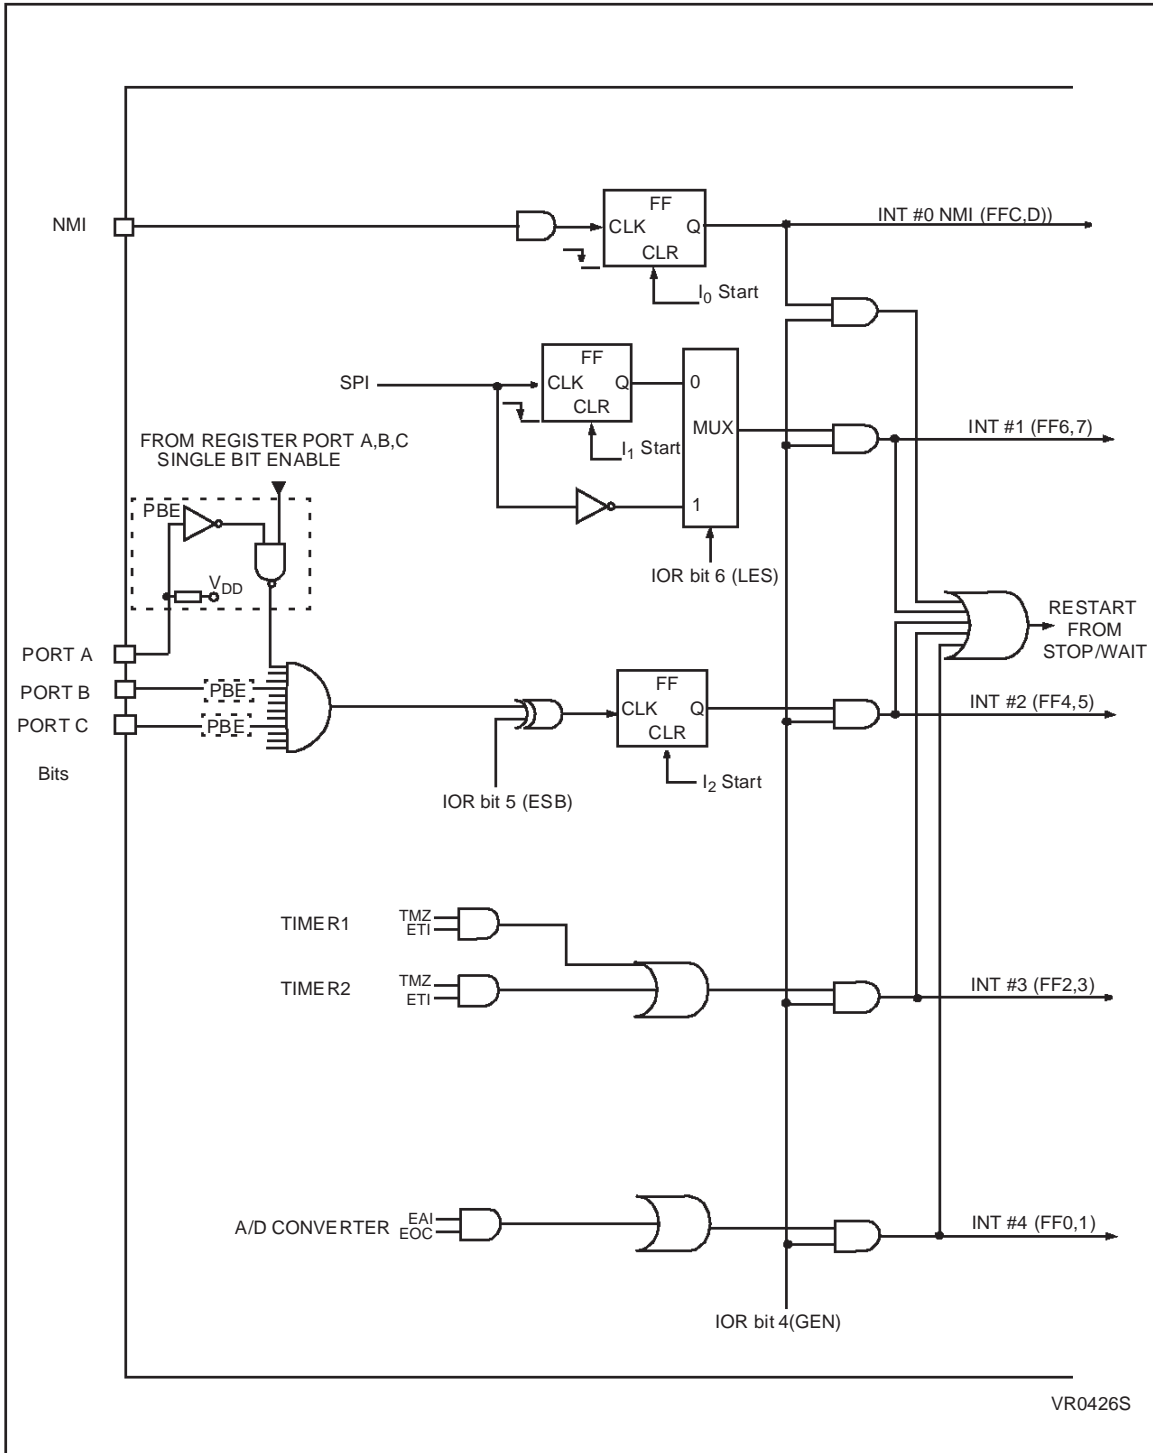 NMI
FF
CLK
Q
CLR
I0 Start
INT #0 NMI (FFC,D))
SPI
FF
CLK
Q
CLR
I1 Start
0
MUX
1
IOR bit 6 (LES)
INT #1 (FF6,7)
FROM REGISTER PORT A,B,C
SINGLE BIT ENABLE
PBE
VDD
PORT A
PORT B
PBE
PORT C
PBE
Bits
IOR bit 5 (ESB)
FF
CLK
Q
CLR
I2 Start
INT #2 (FF4,5)
RESTART
FROM
STOP/WAIT
TIMER1
TMZ
ETI
TIMER2
TMZ
ETI
INT #3 (FF2,3)
A/D CONVERTER
EAI
EOC
INT #4 (FF0,1)
IOR bit 4(GEN)
VR0426S